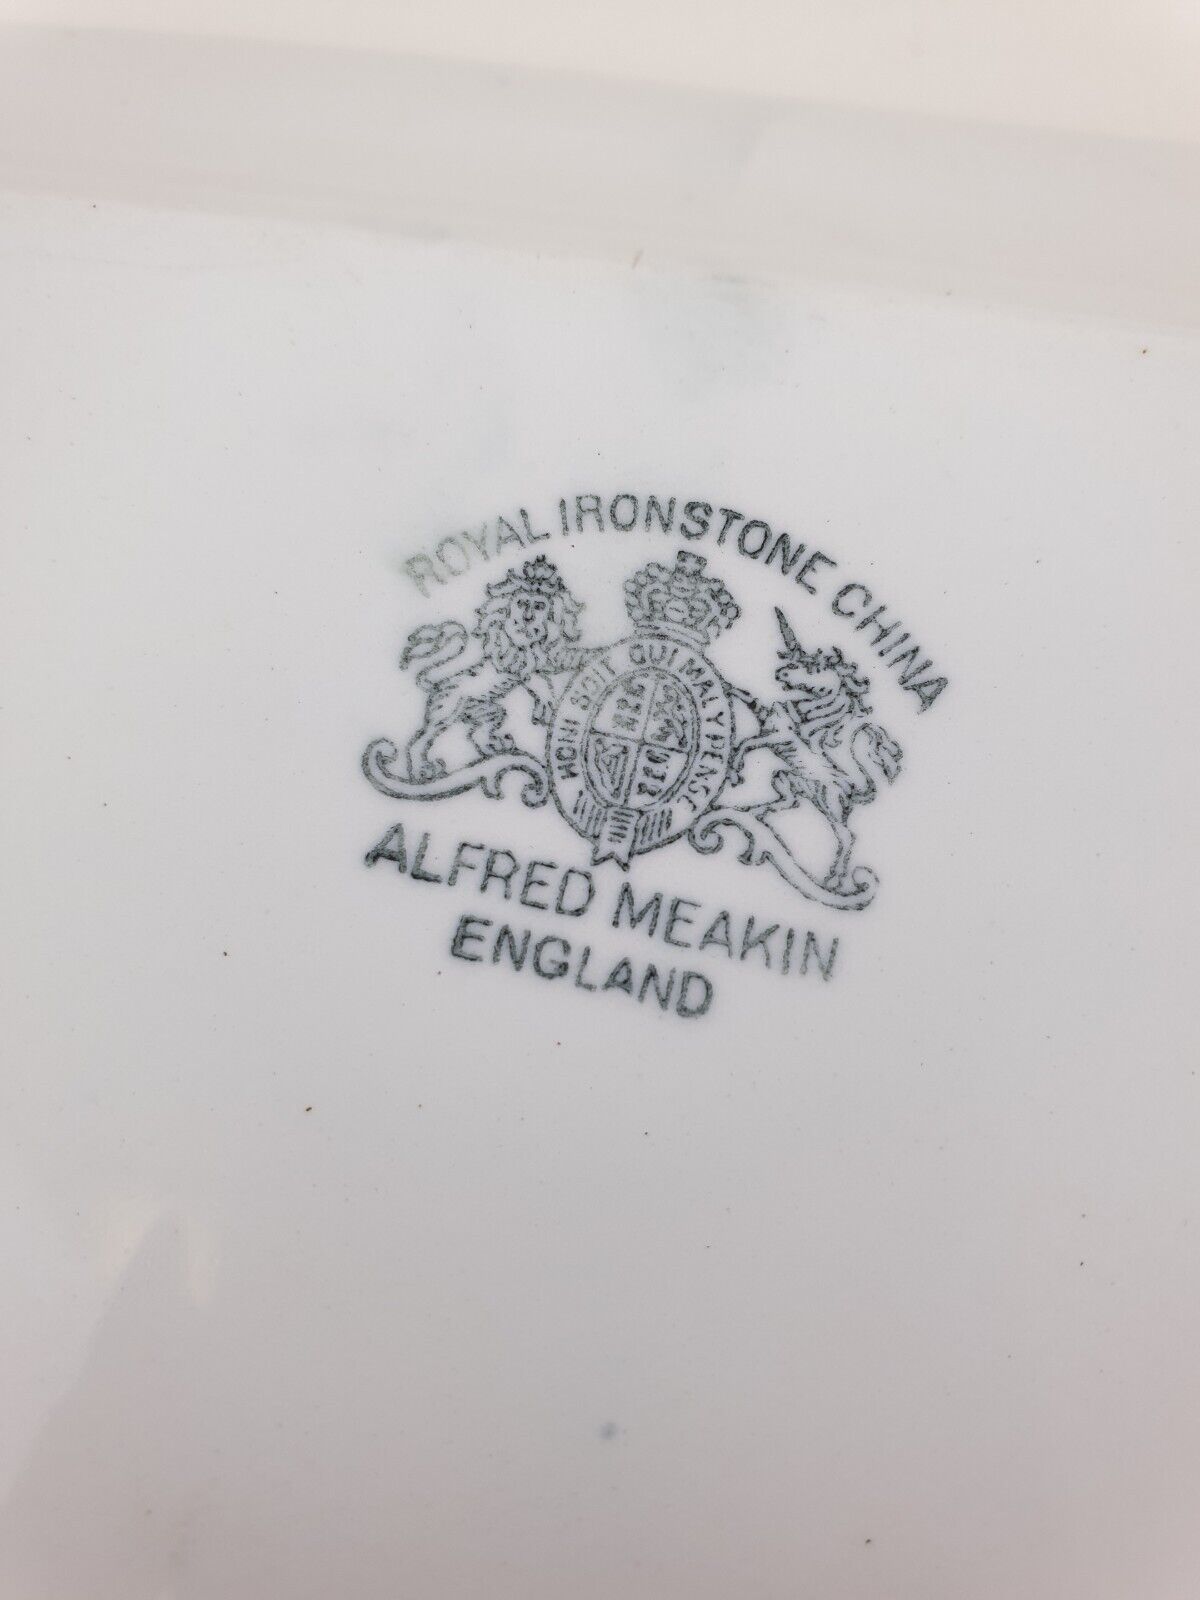 ROYAL IRONSTONE CHINA
HONI SOIT QUI MAL Y PENSE
ALFRED MEAKIN
ENGLAND